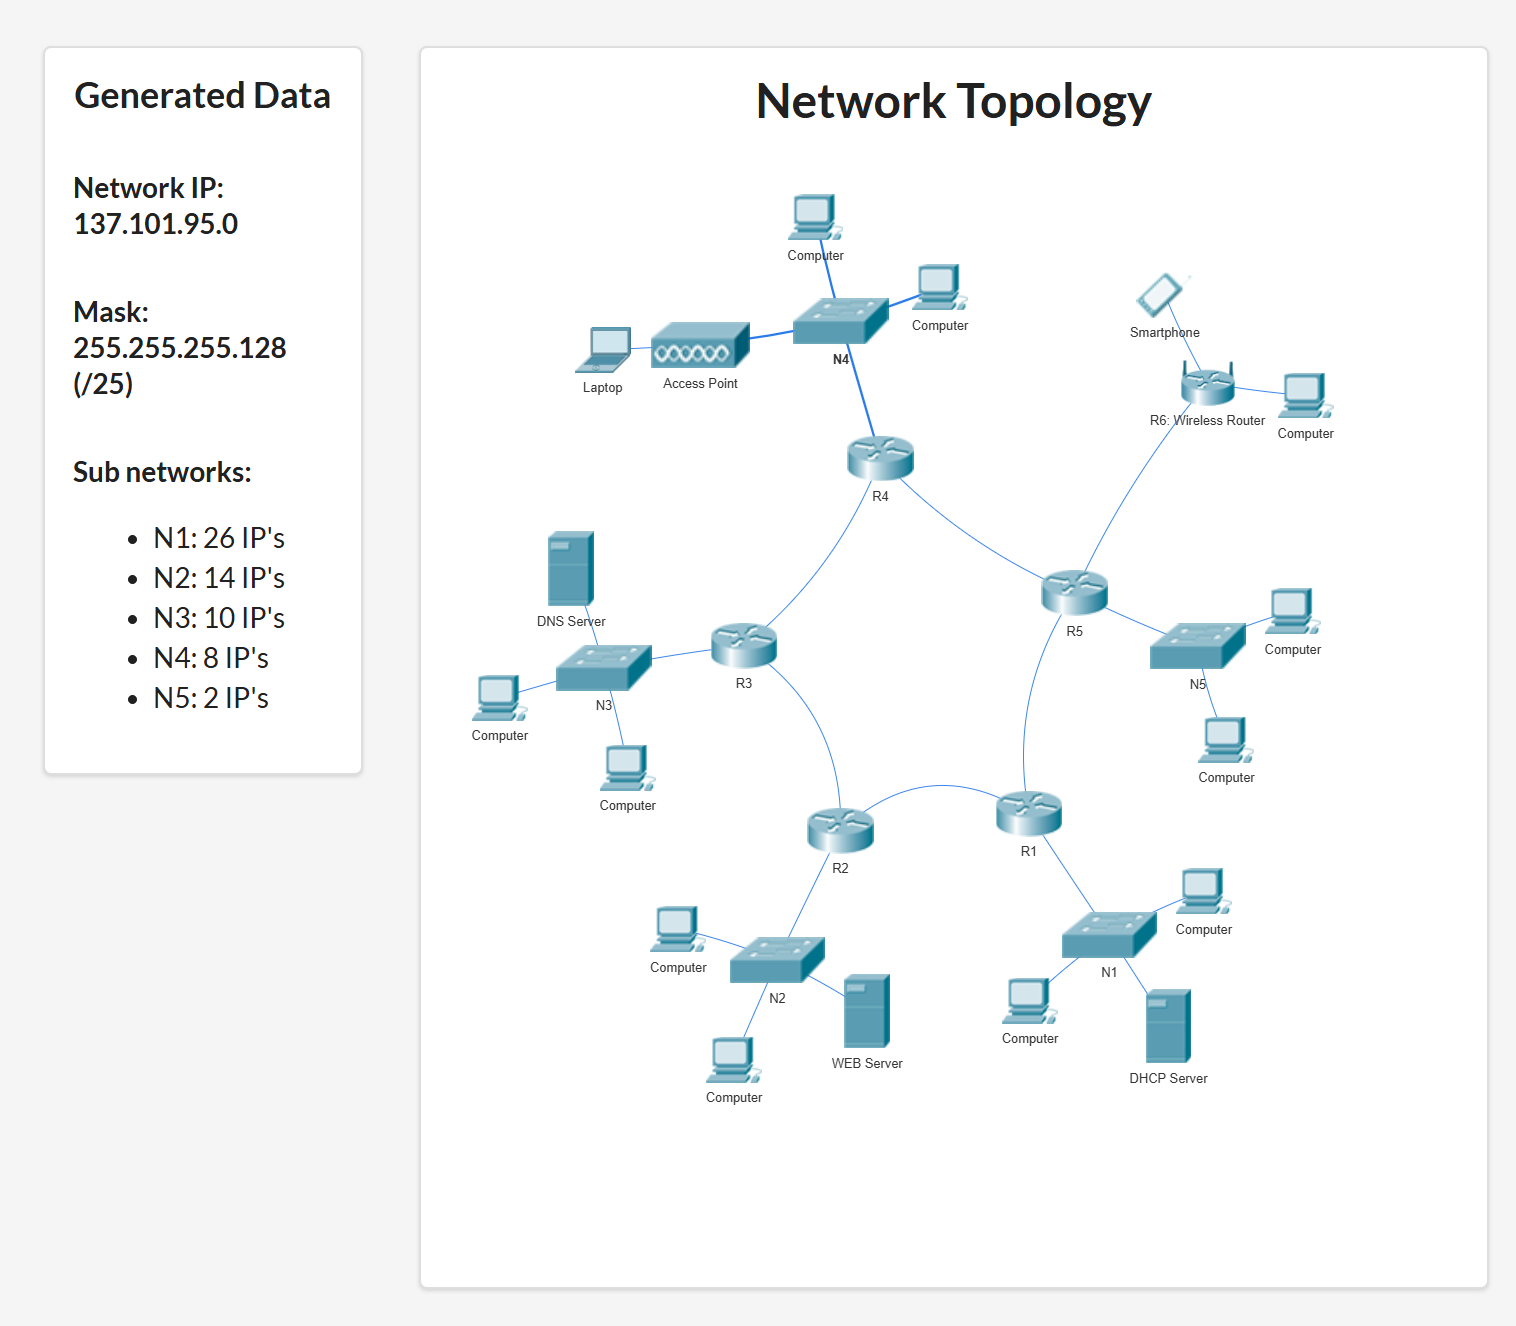 Generated Data
Network IP:
137.101.95.0
Mask:
255.255.255.128
(/25)
Sub networks:
N1: 26 IP's
N2: 14 IP's
N3: 10 IP's
N4: 8 IP's
N5: 2 IP's
Network Topology
Computer
Computer
Smartphone
N4
Laptop
Access Point
R6: Wireless Router
Computer
R4
DNS Server
R5
Computer
R3
N5
N3
Computer
Computer
Computer
R1
R2
Computer
Computer
N1
N2
Computer
WEB Server
DHCP Server
Computer